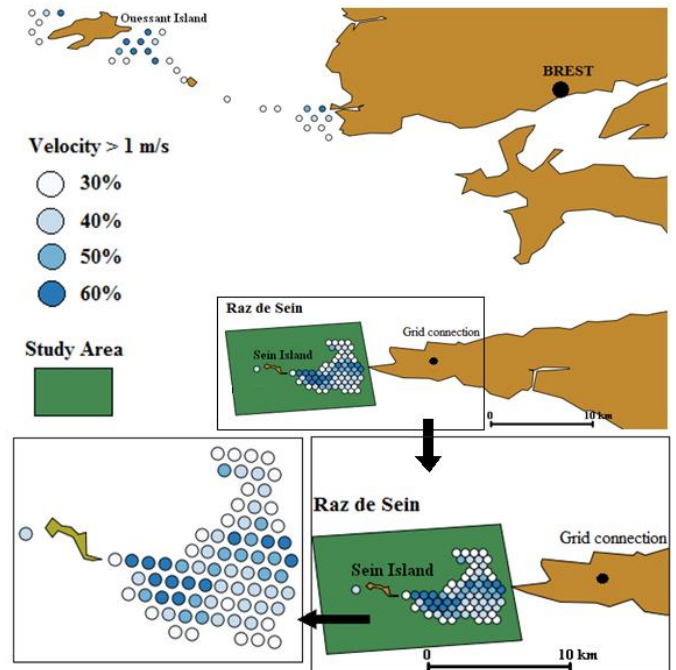 Ouessant Island
BREST
Velocity > 1 m/s
30%
40%
50%
60%
Study Area
Raz de Sein
Grid connection
Sein Island
0
10 km
Raz de Sein
Grid connection
Sein Island
0
10 km